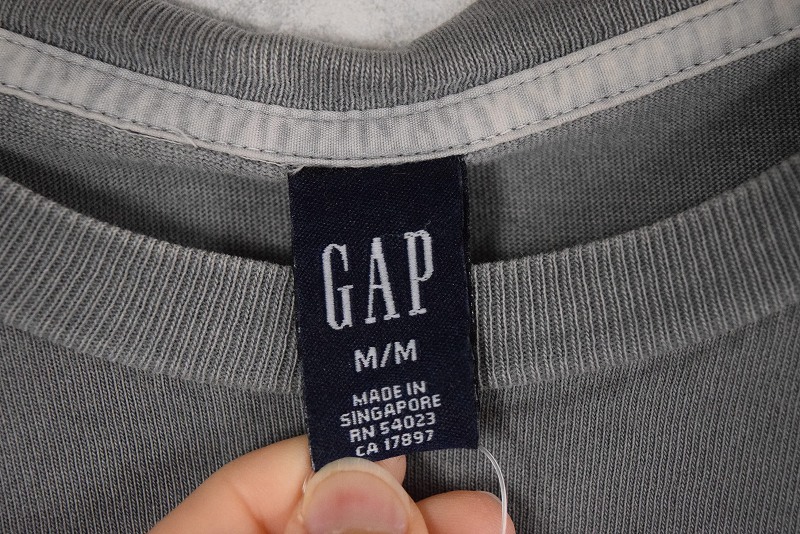 GAP
M/M
MADE IN
SINGAPORE
RN 54023
CA 17897